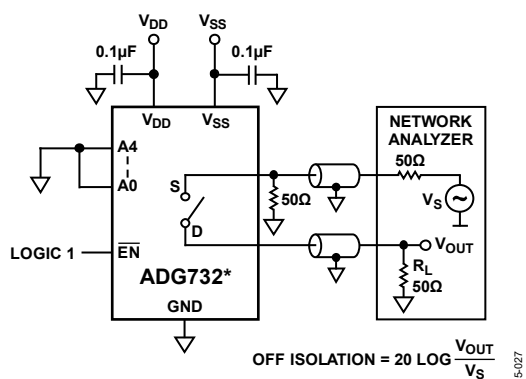 VDD
VSS
0.1µF
0.1µF
VDD
VSS
A4
A0
S
D
50Ω
LOGIC 1
EN
ADG732*
GND
NETWORK
ANALYZER
50Ω
VS
VOUT
RL
50Ω
OFF ISOLATION = 20 LOG VOUT
VS
5-027